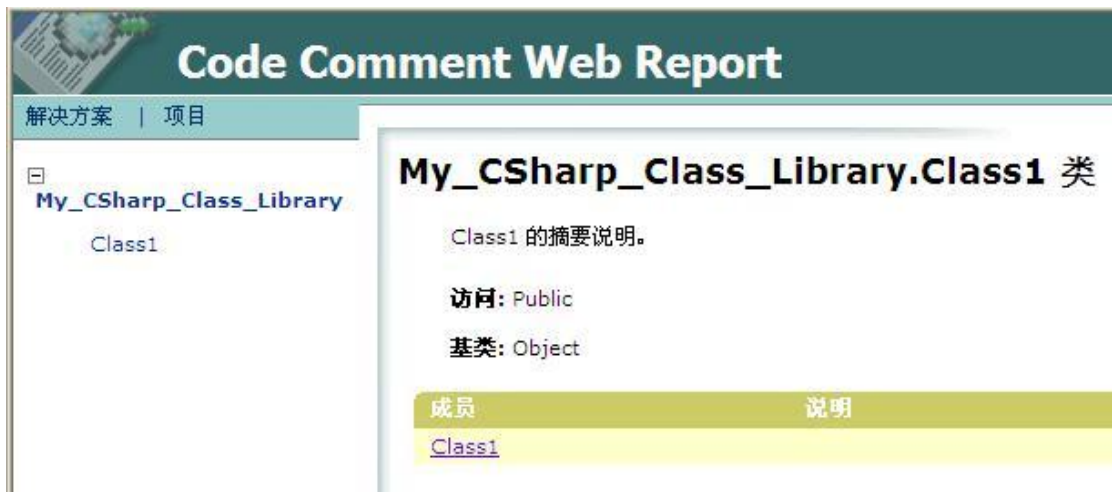 Code Comment Web Report
解决方案 | 项目
My_CSharp_Class_Library
Class1
My_CSharp_Class_Library.Class1 类
Class1 的摘要说明。
访问: Public
基类: Object
成员 说明
Class1